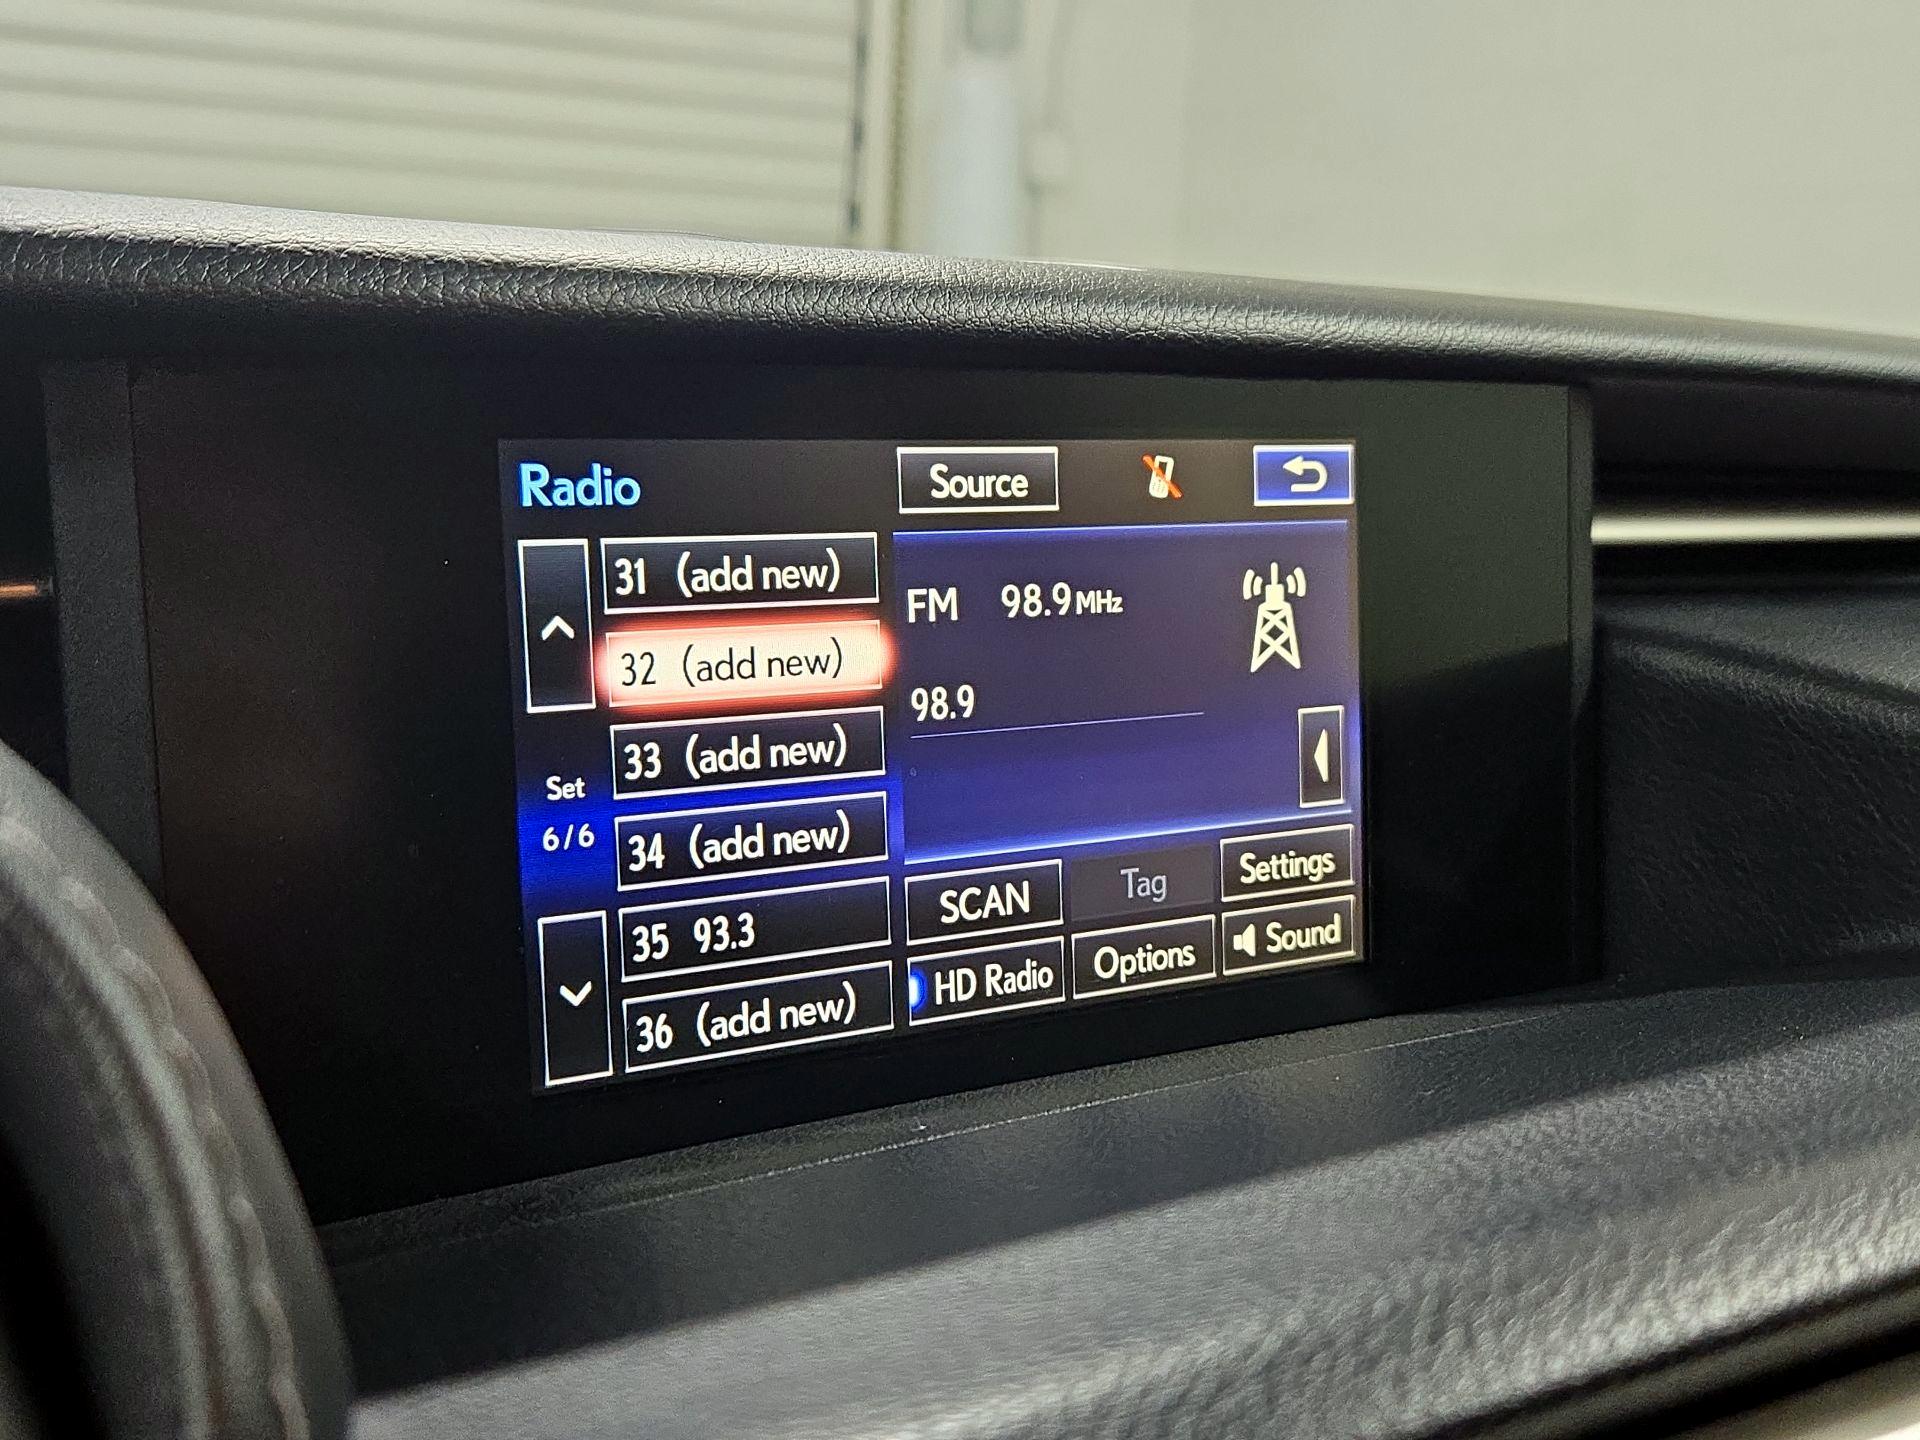 Radio
Source
31 (add new)
32 (add new)
33 (add new)
34 (add new)
35 93.3
36 (add new)
Set
6/6
FM 98.9 MHz
98.9
SCAN
Tag
Settings
HD Radio
Options
Sound